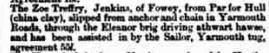 The Zoe Treffry, Jenkins, of Fowey, from Par for Hull
(china clay), slipped from anchor and chain in Yarmouth
Roads, through the Eleanor brig driving athwart hawse,
and has been assisted in by the Sailor, Yarmouth tug,
agreement 55l.